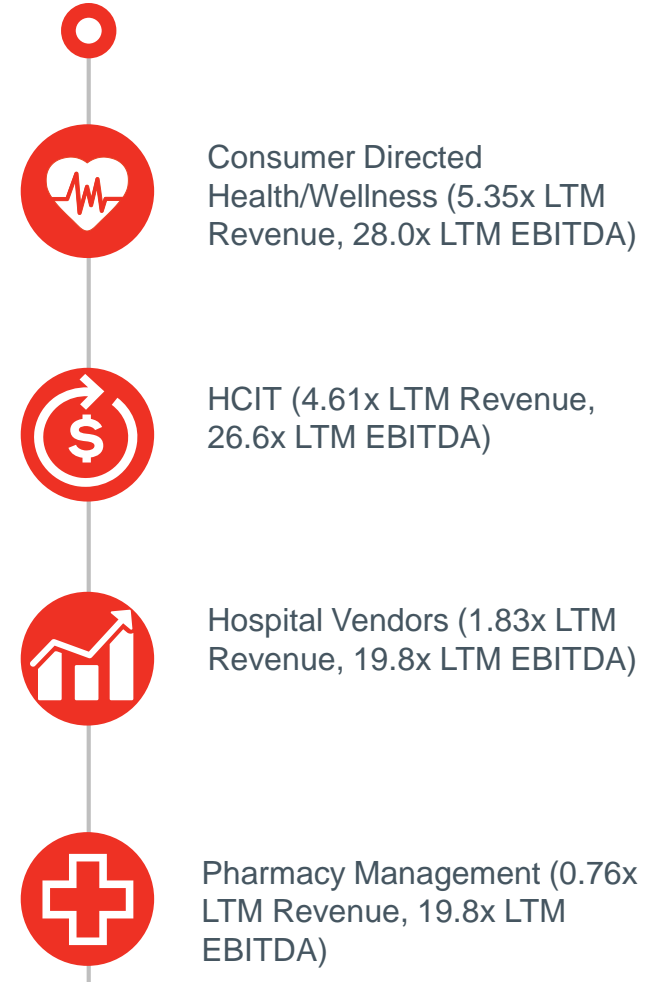 Consumer Directed
Health/Wellness (5.35x LTM
Revenue, 28.0x LTM EBITDA)
$
HCIT (4.61x LTM Revenue,
26.6x LTM EBITDA)
Hospital Vendors (1.83x LTM
Revenue, 19.8x LTM EBITDA)
Pharmacy Management (0.76x
LTM Revenue, 19.8x LTM
EBITDA)